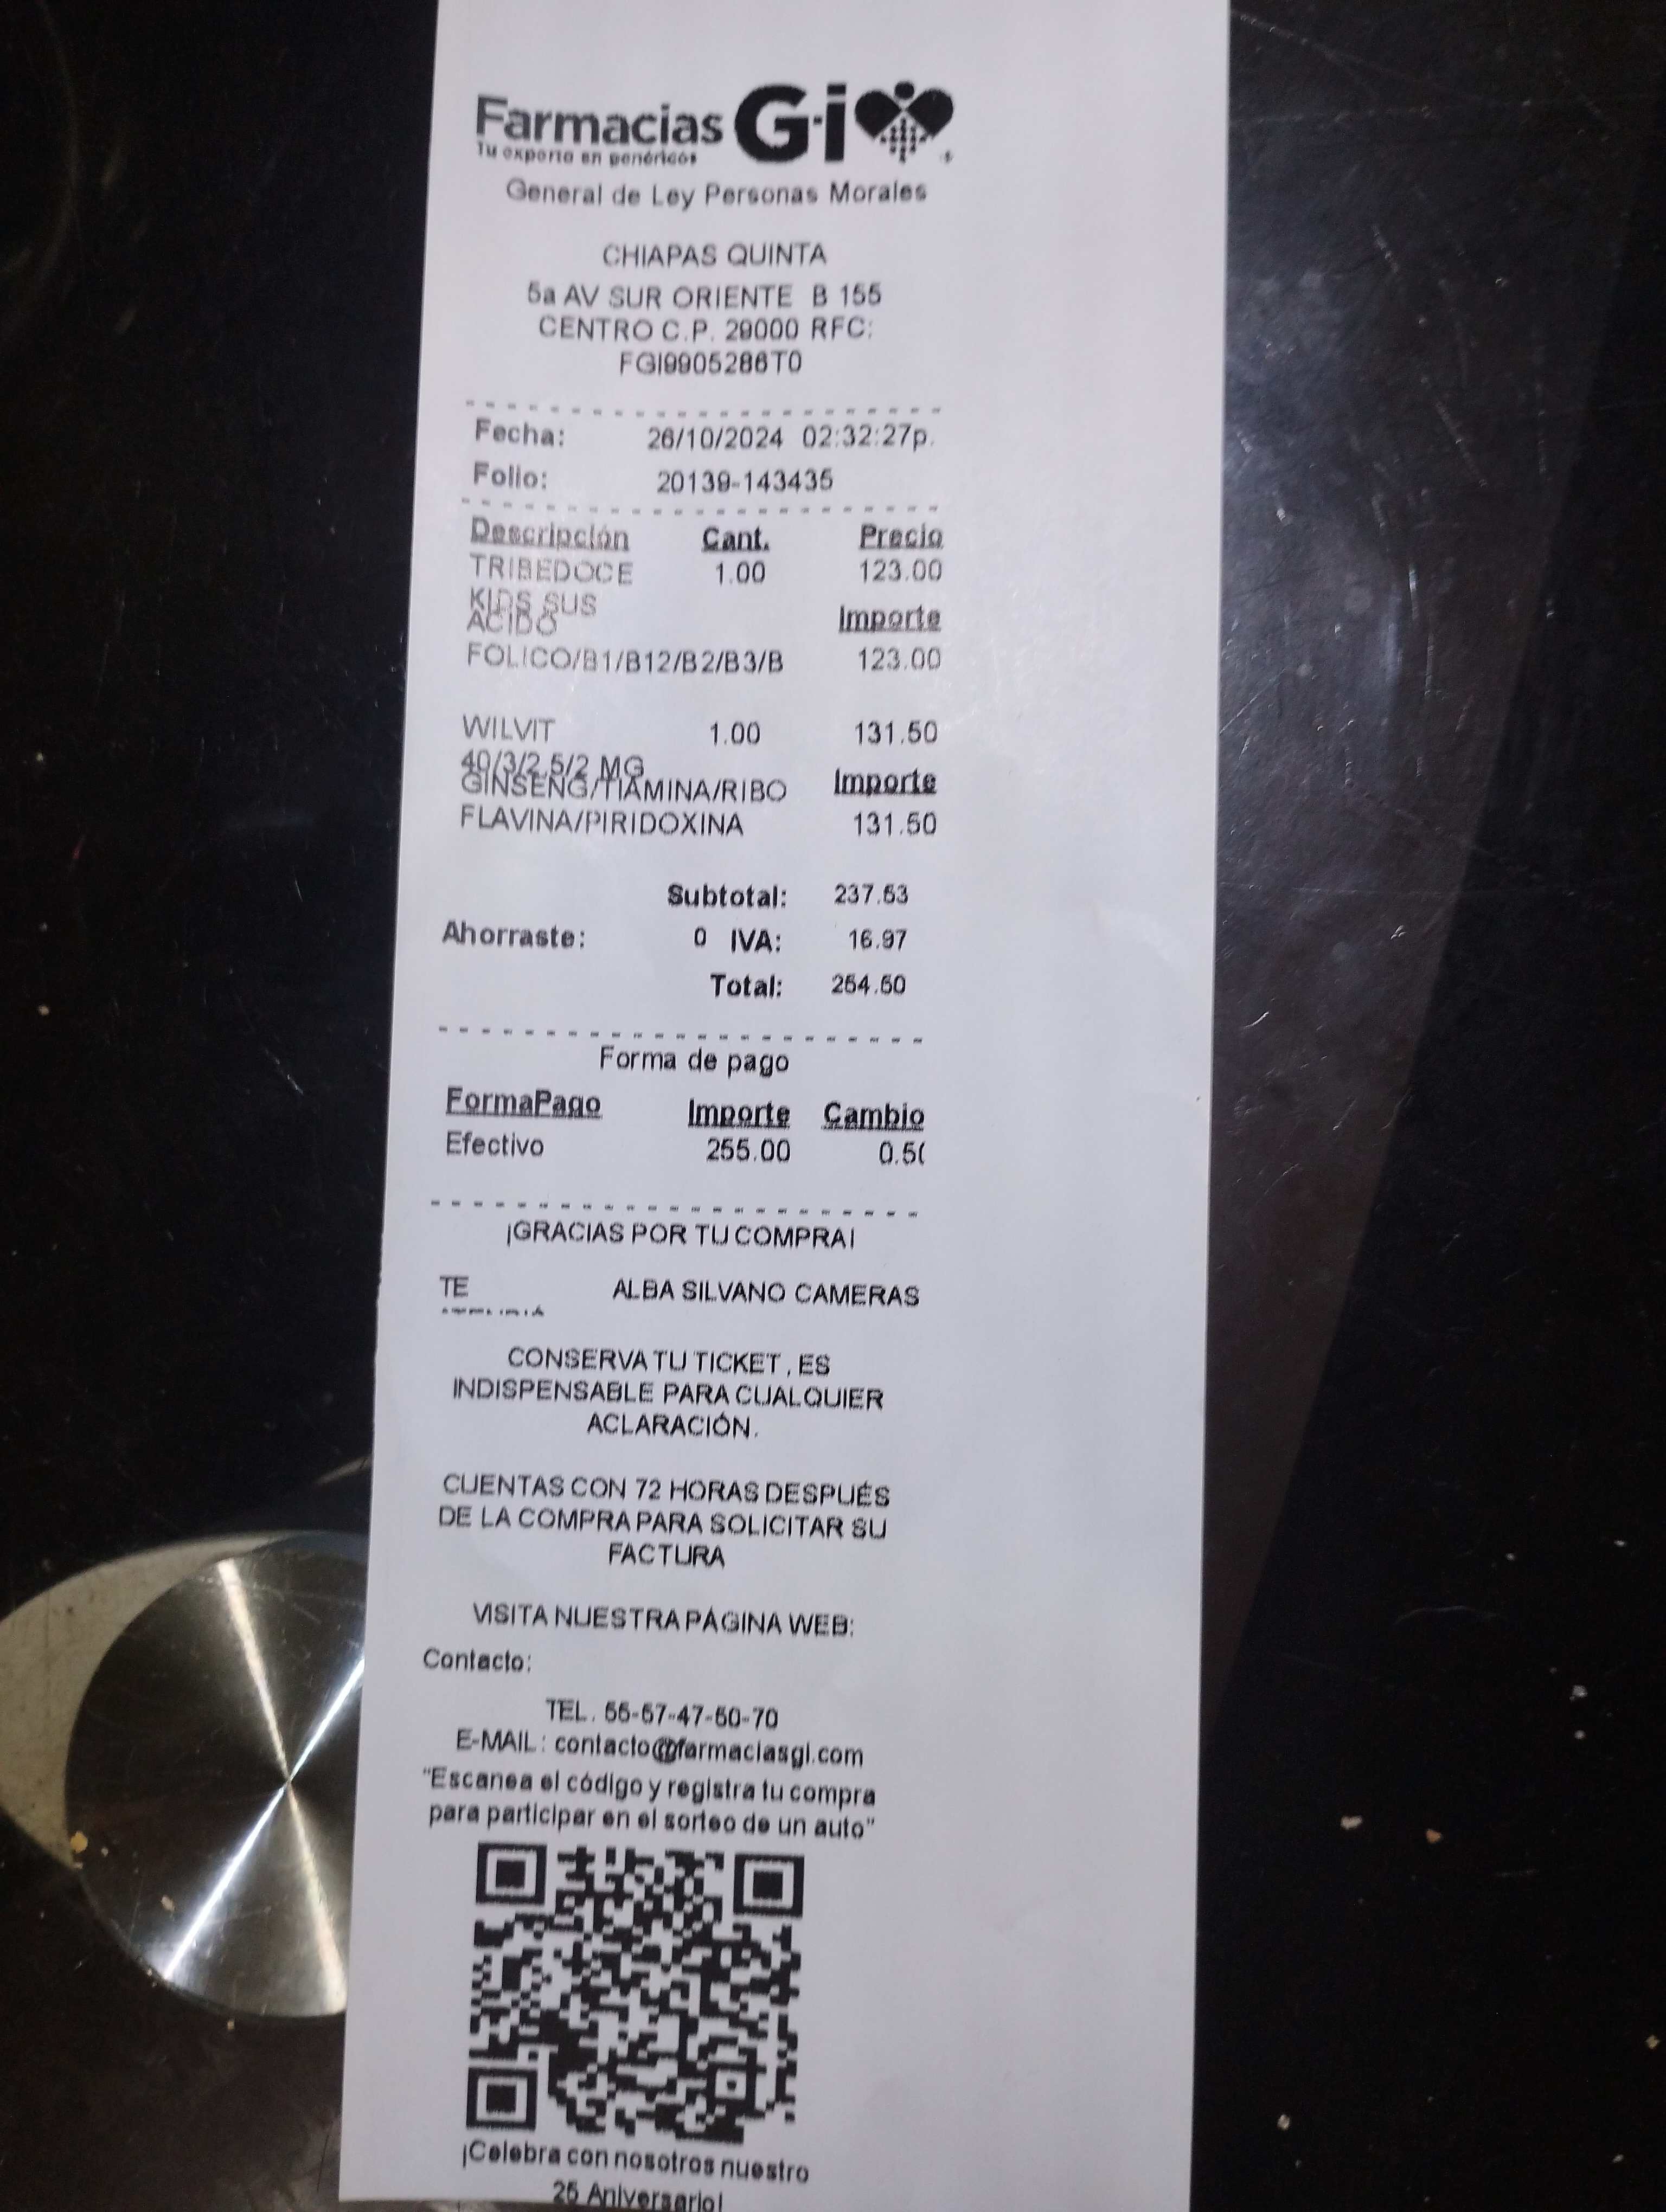 Farmacias Gi
Tu experto en genéricos
General de Ley Personas Morales
CHIAPAS QUINTA
5a AV SUR ORIENTE B 155
CENTRO C.P. 29000 RFC:
FGI9905286T0
Fecha: 26/10/2024 02:32:27p.
Folio: 20139-143435
Descripción Cant. Precio
TRIBEDOCE 1.00 123.00
KIDS SUS
ACIDO Importe
FOLICO/B1/B12/B2/B3/B 123.00
WILVIT 1.00 131.50
40/3/2.5/2 MG
GINSENG/TIAMINA/RIBO Importe
FLAVINA/PIRIDOXINA 131.50
Subtotal: 237.53
Ahorraste: 0 IVA: 16.97
Total: 254.50
Forma de pago
FormaPago Importe Cambio
Efectivo 255.00 0.5
¡GRACIAS POR TU COMPRA!
TE ALBA SILVANO CAMERAS
CONSERVA TU TICKET, ES
INDISPENSABLE PARA CUALQUIER
ACLARACIÓN.
CUENTAS CON 72 HORAS DESPUÉS
DE LA COMPRA PARA SOLICITAR SU
FACTURA
VISITA NUESTRA PÁGINA WEB:
Contacto:
TEL. 55-57-47-50-70
E-MAIL: contacto@farmaciasgi.com
"Escanea el código y registra tu compra
para participar en el sorteo de un auto"
¡Celebra con nosotros nuestro
25 Aniversario!